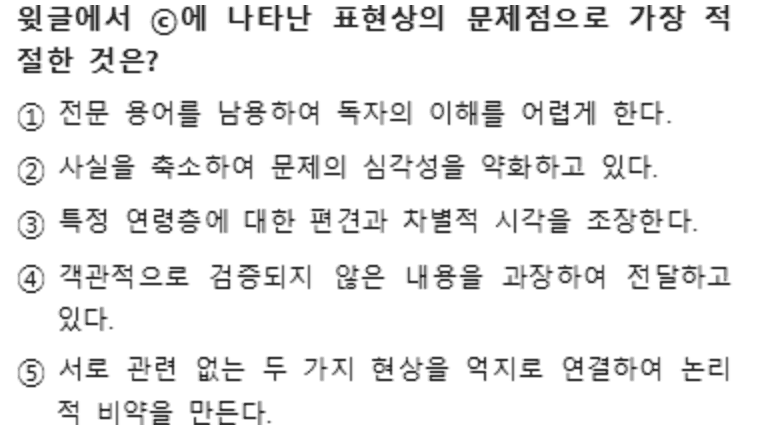 윗글에서 ⓒ에 나타난 표현상의 문제점으로 가장 적
절한 것은?
① 전문 용어를 남용하여 독자의 이해를 어렵게 한다.
② 사실을 축소하여 문제의 심각성을 약화하고 있다.
③ 특정 연령층에 대한 편견과 차별적 시각을 조장한다.
④ 객관적으로 검증되지 않은 내용을 과장하여 전달하고
있다.
⑤ 서로 관련 없는 두 가지 현상을 억지로 연결하여 논리
적 비약을 만든다.